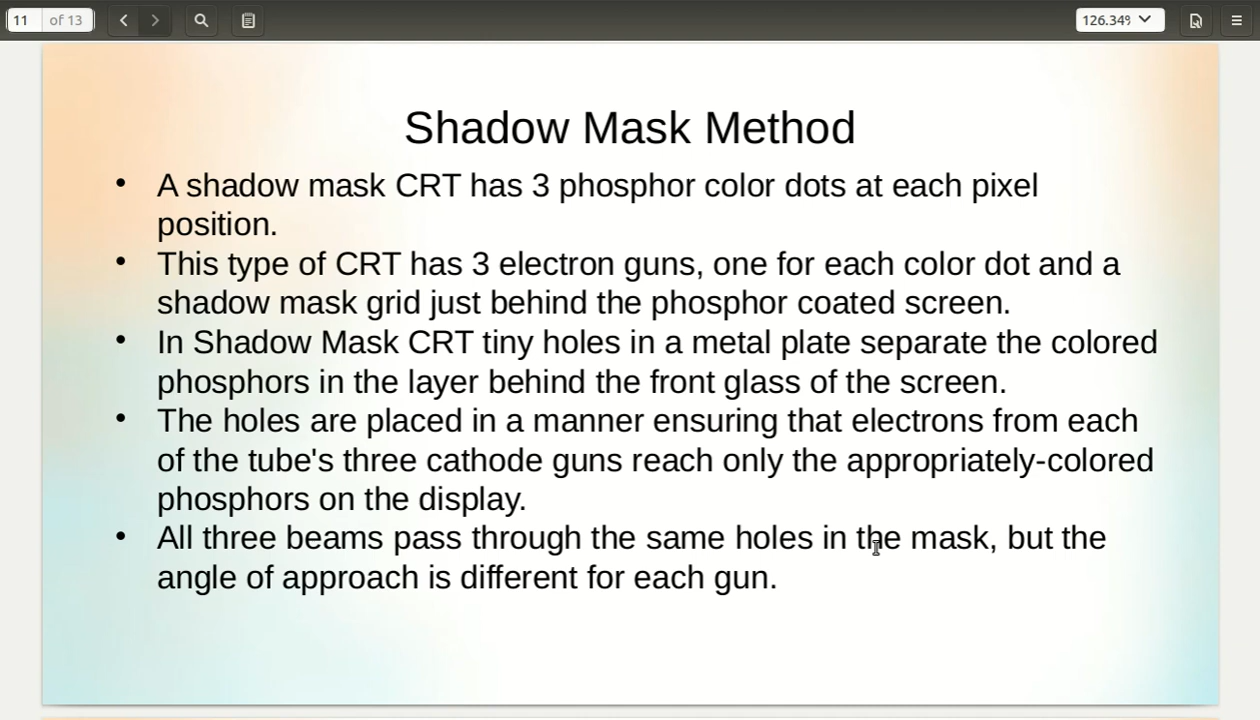 11 of 13
126.34%
Shadow Mask Method
• A shadow mask CRT has 3 phosphor color dots at each pixel
position.
• This type of CRT has 3 electron guns, one for each color dot and a
shadow mask grid just behind the phosphor coated screen.
• In Shadow Mask CRT tiny holes in a metal plate separate the colored
phosphors in the layer behind the front glass of the screen.
• The holes are placed in a manner ensuring that electrons from each
of the tube's three cathode guns reach only the appropriately-colored
phosphors on the display.
• All three beams pass through the same holes in the mask, but the
angle of approach is different for each gun.